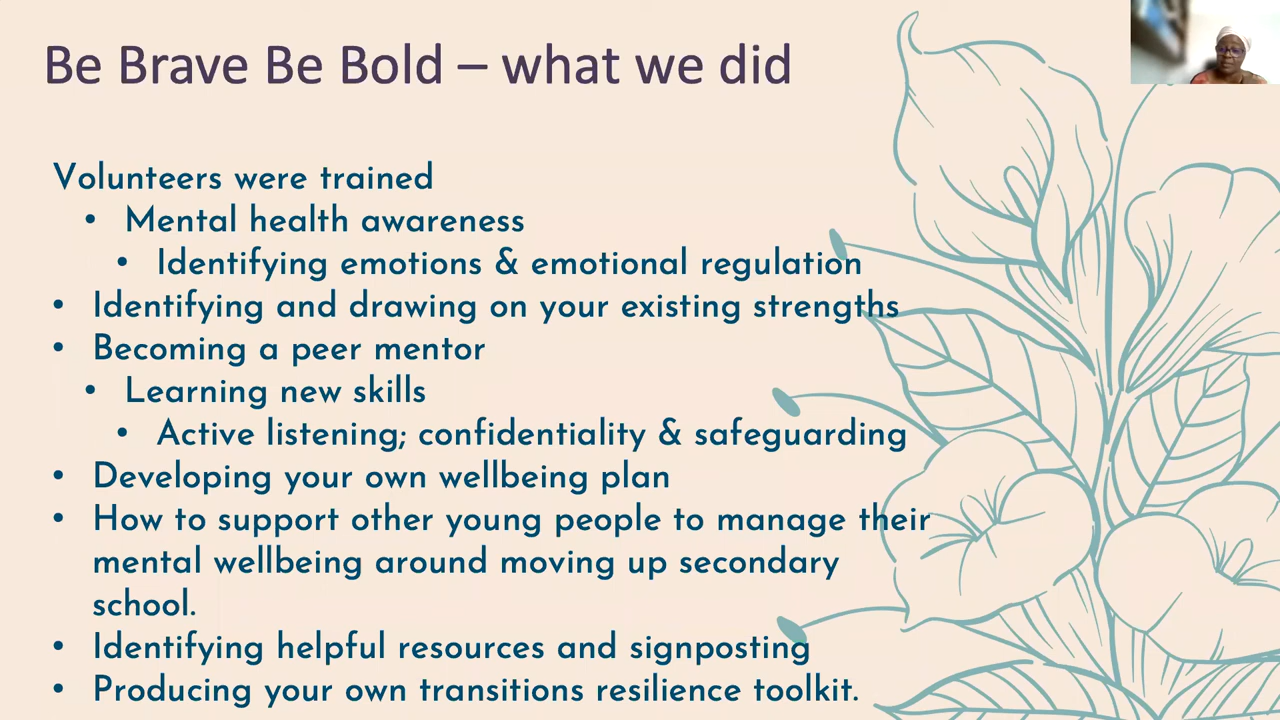 Be Brave Be Bold – what we did
Volunteers were trained
• Mental health awareness
• Identifying emotions & emotional regulation
• Identifying and drawing on your existing strengths
• Becoming a peer mentor
• Learning new skills
• Active listening; confidentiality & safeguarding
• Developing your own wellbeing plan
• How to support other young people to manage their
mental wellbeing around moving up secondary
school.
• Identifying helpful resources and signposting
• Producing your own transitions resilience toolkit.